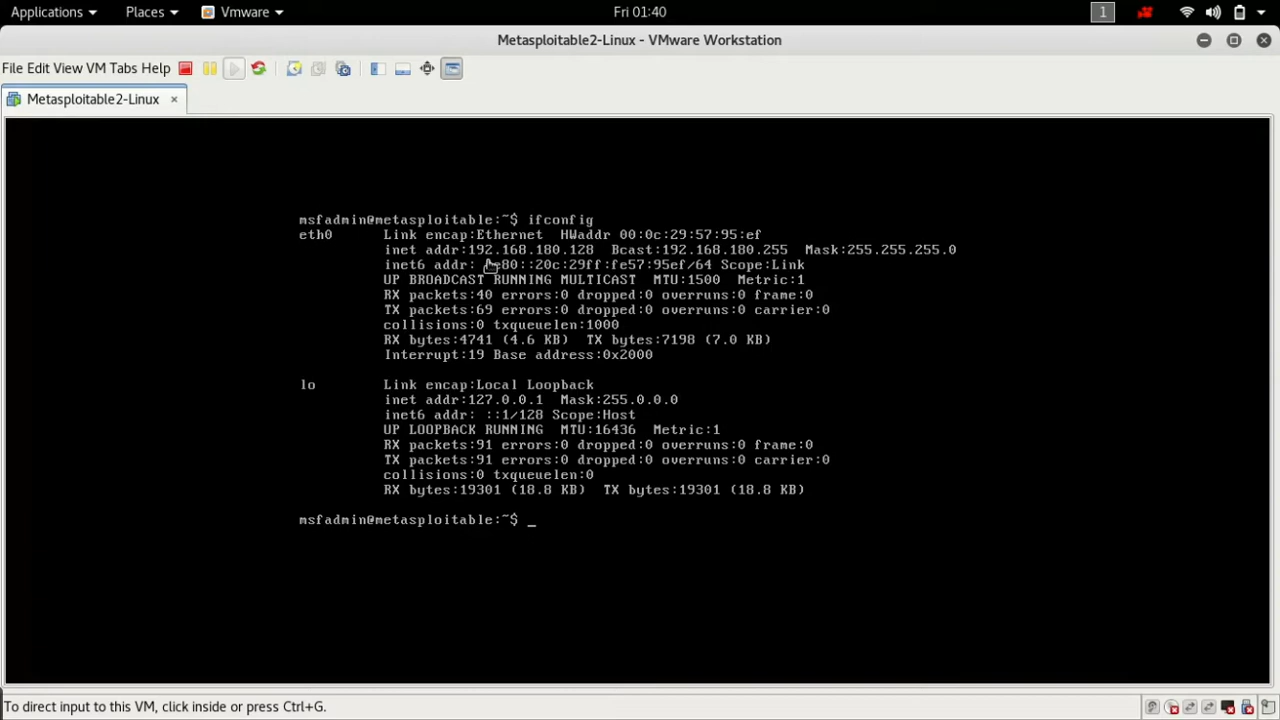 Applications Places Vmware Fri 01:40 1
Metasploitable2-Linux - VMware Workstation
File Edit View VM Tabs Help
Metasploitable2-Linux ×
msfadmin@metasploitable:~$ ifconfig
eth0 Link encap:Ethernet HWaddr 00:0c:29:57:95:ef
inet addr:192.168.180.128 Bcast:192.168.180.255 Mask:255.255.255.0
inet6 addr: 80::20c:29ff:fe57:95ef/64 Scope:Link
UP BROADCAST RUNNING MULTICAST MTU:1500 Metric:1
RX packets:40 errors:0 dropped:0 overruns:0 frame:0
TX packets:69 errors:0 dropped:0 overruns:0 carrier:0
collisions:0 txqueuelen:1000
RX bytes:4741 (4.6 KB) TX bytes:7198 (7.0 KB)
Interrupt:19 Base address:0x2000
lo Link encap:Local Loopback
inet addr:127.0.0.1 Mask:255.0.0.0
inet6 addr: ::1/128 Scope:Host
UP LOOPBACK RUNNING MTU:16436 Metric:1
RX packets:91 errors:0 dropped:0 overruns:0 frame:0
TX packets:91 errors:0 dropped:0 overruns:0 carrier:0
collisions:0 txqueuelen:0
RX bytes:19301 (18.8 KB) TX bytes:19301 (18.8 KB)
msfadmin@metasploitable:~$ _
To direct input to this VM, click inside or press Ctrl+G.